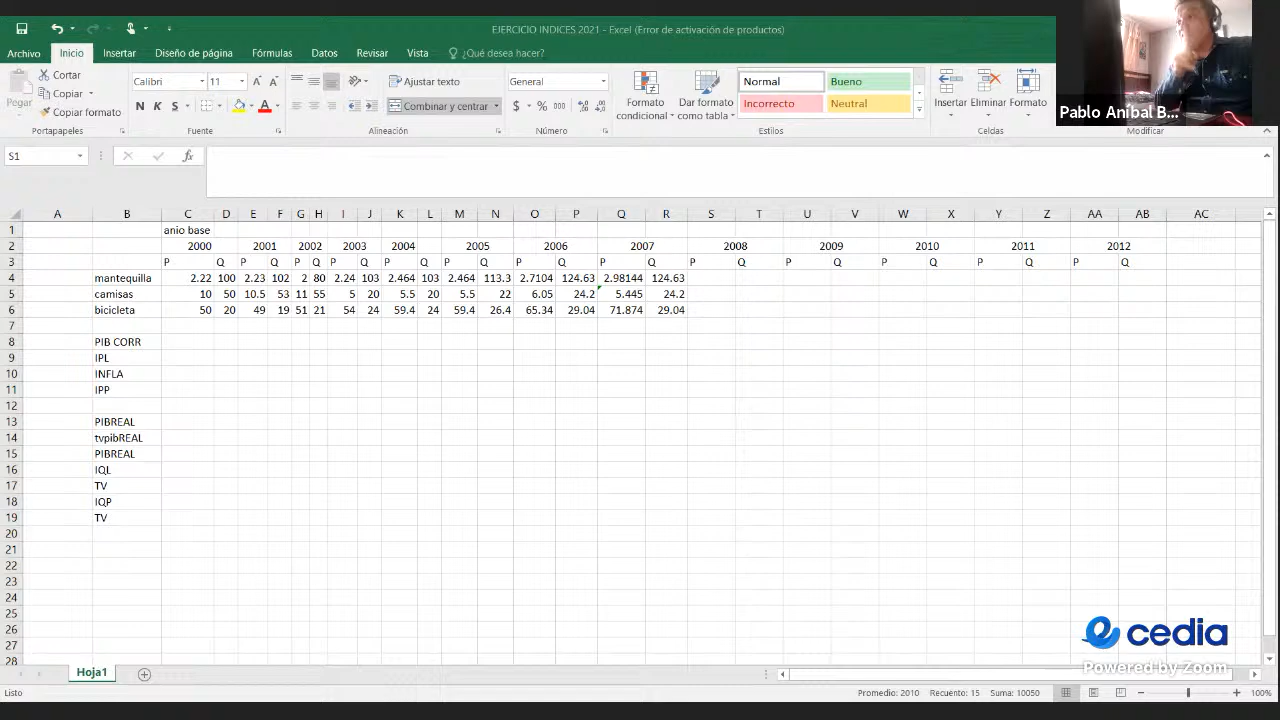 EJERCICIO INDICES 2021 - Excel (Error de activación de productos)
Archivo Inicio Insertar Diseño de página Fórmulas Datos Revisar Vista ¿Qué desea hacer?
Pegar Cortar Copiar Copiar formato
Calibri 11 N K S
Ajustar texto
Combinar y centrar
General
$ % 000
Formato condicional
Dar formato como tabla
Normal Bueno
Incorrecto Neutral
Insertar Eliminar Formato
Portapapeles Fuente Alineación Número Estilos Celdas Modificar
Pablo Aníbal B...
S1 fx
A B C D E F G H I J K L M N O P Q R S T U V W X Y Z AA AB AC
1 anio base
2 2000 2001 2002 2003 2004 2005 2006 2007 2008 2009 2010 2011 2012
3 P Q P Q P Q P Q P Q P Q P Q P Q P Q P Q P Q P Q P Q
4 mantequilla 2.22 100 2.23 102 2 80 2.24 103 2.464 103 2.464 113.3 2.7104 124.63 2.98144 124.63
5 camisas 10 50 10.5 53 11 55 5 20 5.5 20 5.5 22 6.05 24.2 5.445 24.2
6 bicicleta 50 20 49 19 51 21 54 24 59.4 24 59.4 26.4 65.34 29.04 71.874 29.04
7
8 PIB CORR
9 IPL
10 INFLA
11 IPP
12
13 PIBREAL
14 tvpibREAL
15 PIBREAL
16 IQL
17 TV
18 IQP
19 TV
20
21
22
23
24
25
26
27
28
cedia
Powered by Zoom
Hoja1
Listo Promedio: 2010 Recuento: 15 Suma: 10050 100%